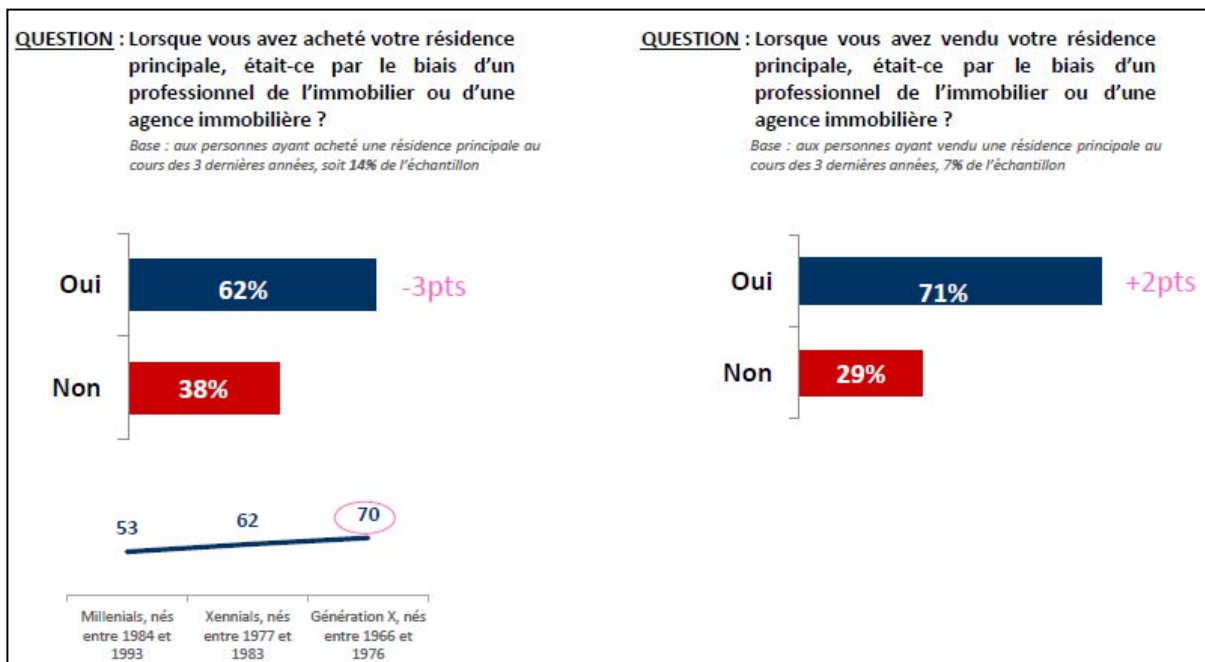 QUESTION : Lorsque vous avez acheté votre résidence
principale, était-ce par le biais d'un
professionnel de l'immobilier ou d'une
agence immobilière ?
Base : aux personnes ayant acheté une résidence principale au
cours des 3 dernières années, soit 14% de l'échantillon
Oui
62%
-3pts
Non
38%
53
62
70
Millenials, nés
entre 1984 et
1993
Xennials, nés
entre 1977 et
1983
Génération X, nés
entre 1966 et
1976
QUESTION : Lorsque vous avez vendu votre résidence
principale, était-ce par le biais d'un
professionnel de l'immobilier ou d'une
agence immobilière ?
Base : aux personnes ayant vendu une résidence principale au
cours des 3 dernières années, 7% de l'échantillon
Oui
71%
+2pts
Non
29%